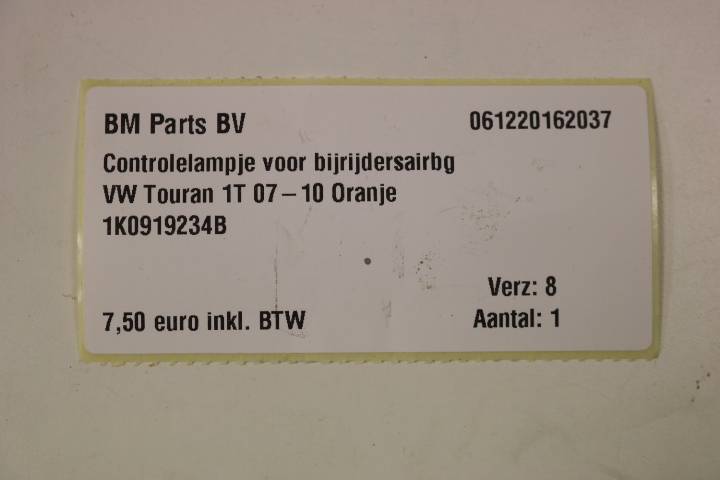 BM Parts BV 061220162037
Controlelampje voor bijrijdersairbg
VW Touran 1T 07-10 Oranje
1K0919234B
Verz: 8
7,50 euro inkl. BTW Aantal: 1